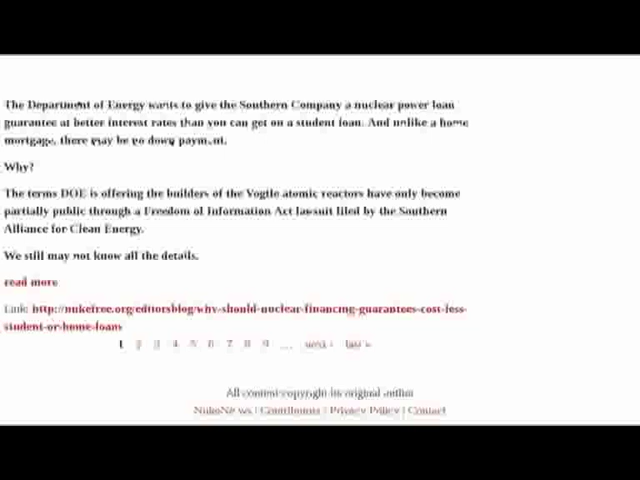 The Department of Energy wants to give the Southern Company a nuclear power loan
guarantee at better interest rates than you can get on a student loan. And unlike a home
mortgage, there may be no down payment.
Why?
The terms DOE is offering the builders of the Vogtle atomic reactors have only become
partially public through a Freedom of Information Act lawsuit filed by the Southern
Alliance for Clean Energy.
We still may not know all the details.
read more
Link: http://nukefree.org/editorsblog/why-should-nuclear-financing-guarantees-cost-less-
student-or-home-loans
1 2 3 4 5 6 7 8 9 … next › last »
All content copyright its original author
NukeNews | Contributors | Privacy Policy | Contact